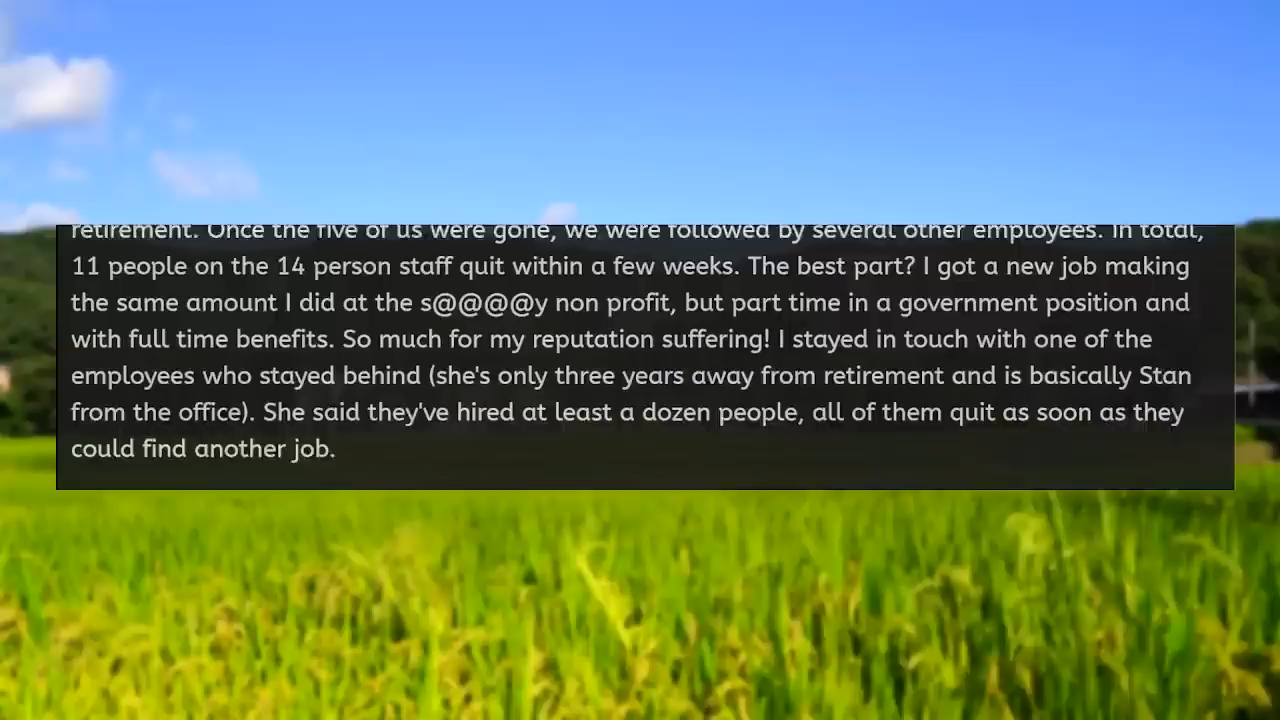 retirement. Once the five of us were gone, we were followed by several other employees. In total,
11 people on the 14 person staff quit within a few weeks. The best part? I got a new job making
the same amount I did at the s@@@@y non profit, but part time in a government position and
with full time benefits. So much for my reputation suffering! I stayed in touch with one of the
employees who stayed behind (she's only three years away from retirement and is basically Stan
from the office). She said they've hired at least a dozen people, all of them quit as soon as they
could find another job.